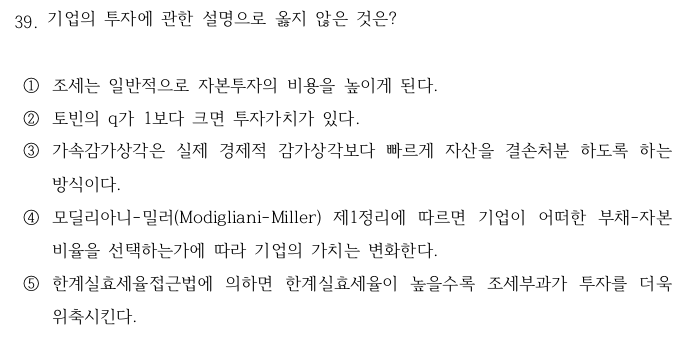 39. 기업의 투자에 관한 설명으로 옳지 않은 것은?
① 조세는 일반적으로 자본투자의 비용을 높이게 된다.
② 토빈의 q가 1보다 크면 투자가치가 있다.
③ 가속감가상각은 실제 경제적 감가상각보다 빠르게 자산을 결손처분 하도록 하는
방식이다.
④ 모딜리아니-밀러(Modigliani-Miller) 제1정리에 따르면 기업이 어떠한 부채-자본
비율을 선택하는가에 따라 기업의 가치는 변화한다.
⑤ 한계실효세율접근법에 의하면 한계실효세율이 높을수록 조세부과가 투자를 더욱
위축시킨다.